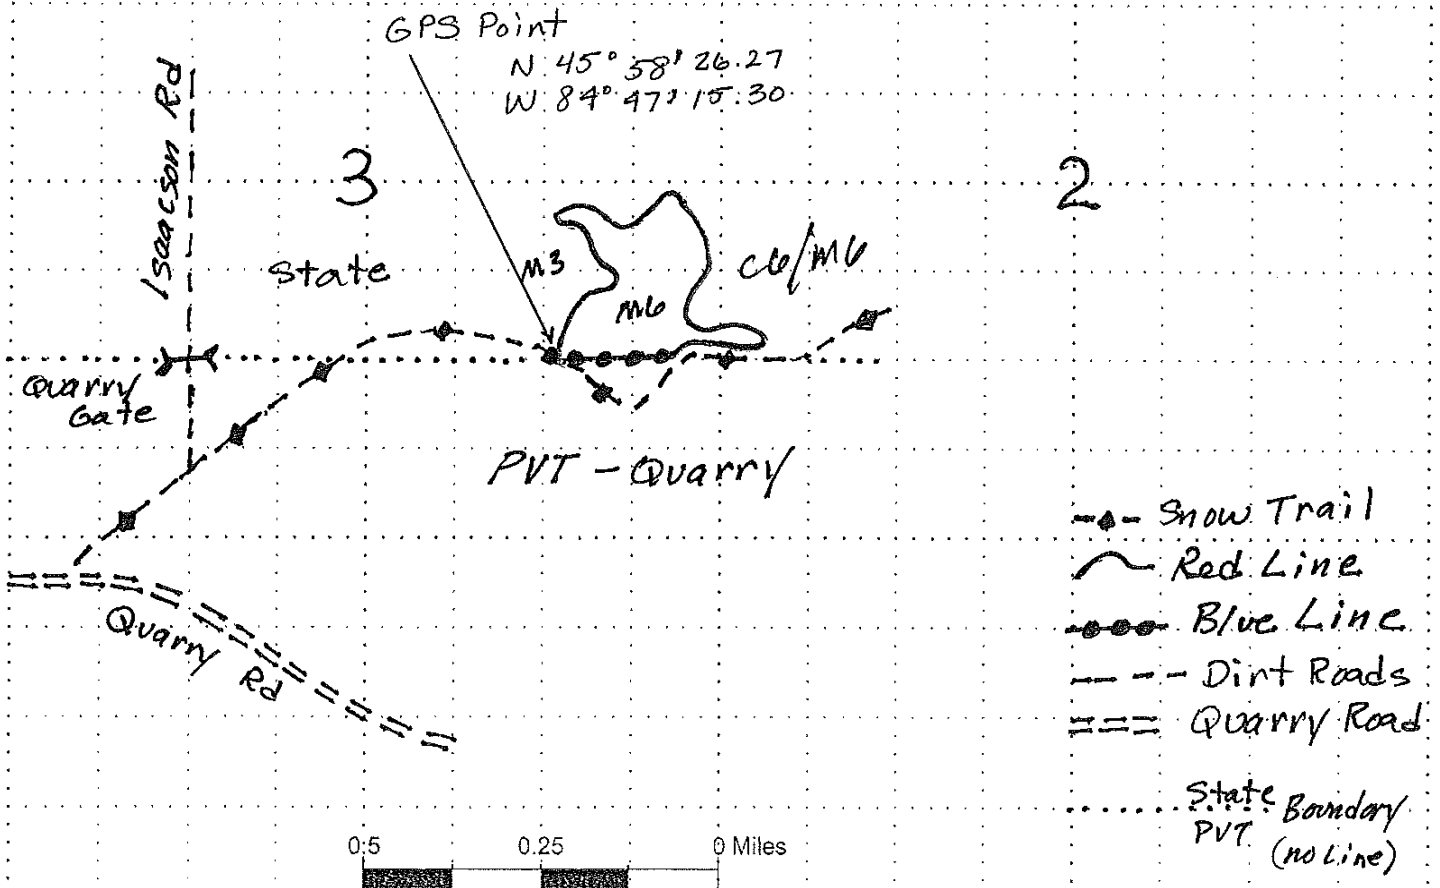 GPS Point
N 45° 58' 26.27
W 84° 47' 15.30
Isaacson Rd
3
2
State
M3
M6
C6/M6
Quarry
Gate
PVT - Quarry
Snow Trail
Red Line
Blue Line
Dirt Roads
Quarry Road
State
PVT
Boundary
(no Line)
Quarry Rd
0.5 0.25 0 Miles